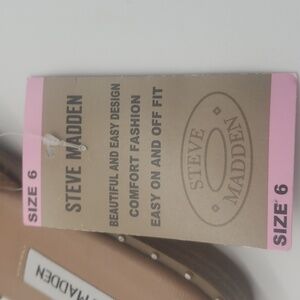 SIZE 6
STEVE MADDEN
BEAUTIFUL AND EASY DESIGN
COMFORT FASHION
EASY ON AND OFF FIT
STEVE
MADDEN
SIZE 6
MADDEN